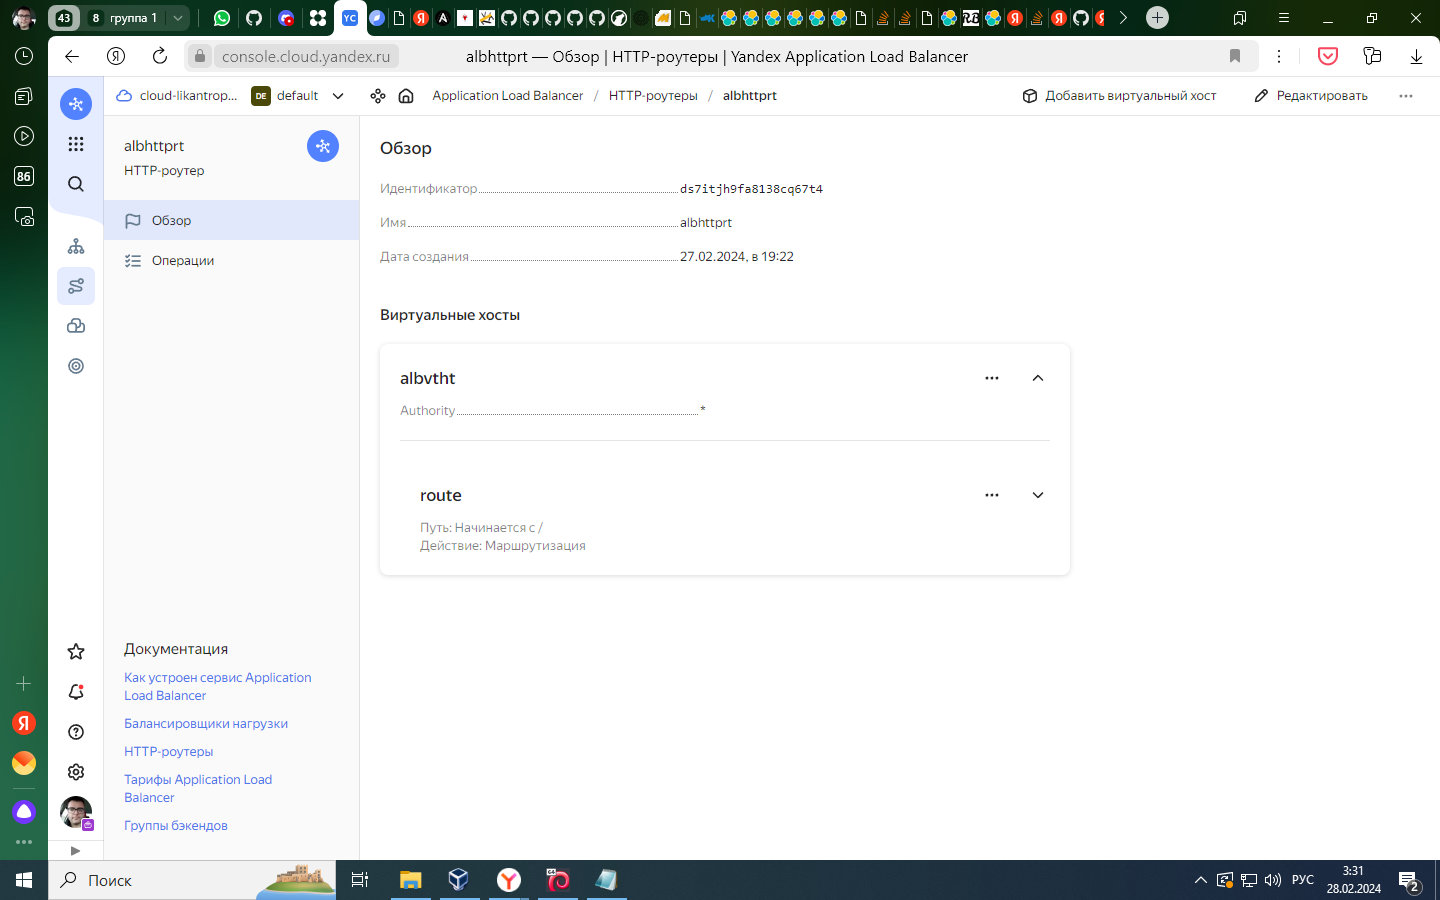 43
8
группа 1
YC
console.cloud.yandex.ru
albhttprt — Обзор | HTTP-роутеры | Yandex Application Load Balancer
cloud-likantrop...
DE
default
Application Load Balancer / HTTP-роутеры / albhttprt
Добавить виртуальный хост
Редактировать
86
albhttprt
HTTP-роутер
Обзор
Операции
Обзор
Идентификатор ds7itjh9fa8138cq67t4
Имя albhttprt
Дата создания 27.02.2024, в 19:22
Виртуальные хосты
albvtht
Authority *
route
Путь: Начинается с /
Действие: Маршрутизация
Документация
Как устроен сервис Application
Load Balancer
Балансировщики нагрузки
HTTP-роутеры
Тарифы Application Load
Balancer
Группы бэкендов
Поиск
РУС
3:31
28.02.2024
2